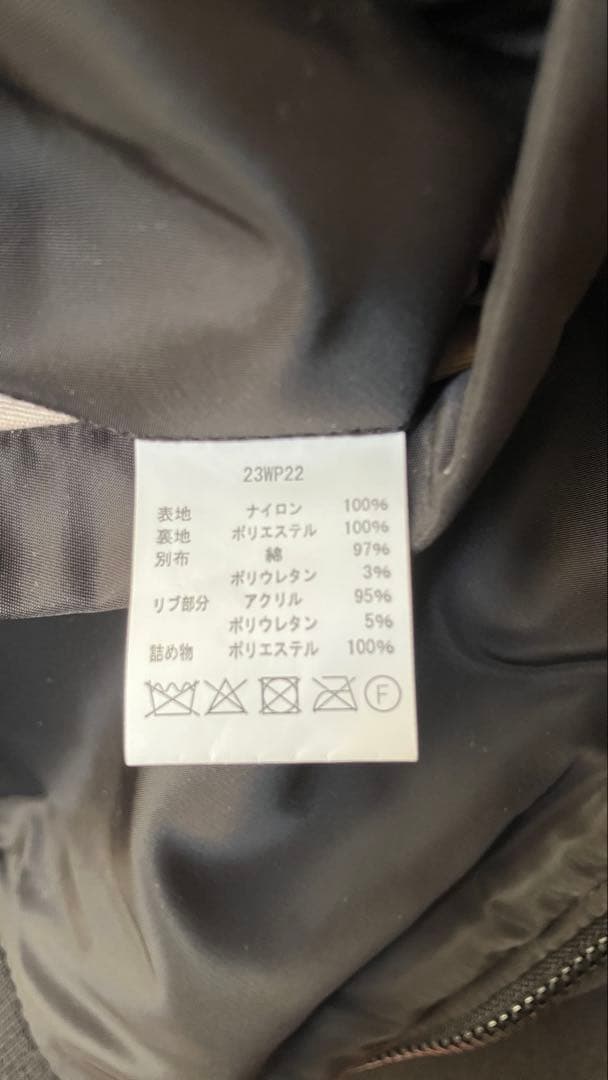 23WP22
表地 ナイロン 100%
裏地 ポリエステル 100%
別布 綿 97%
ポリウレタン 3%
リブ部分 アクリル 95%
ポリウレタン 5%
詰め物 ポリエステル 100%
F